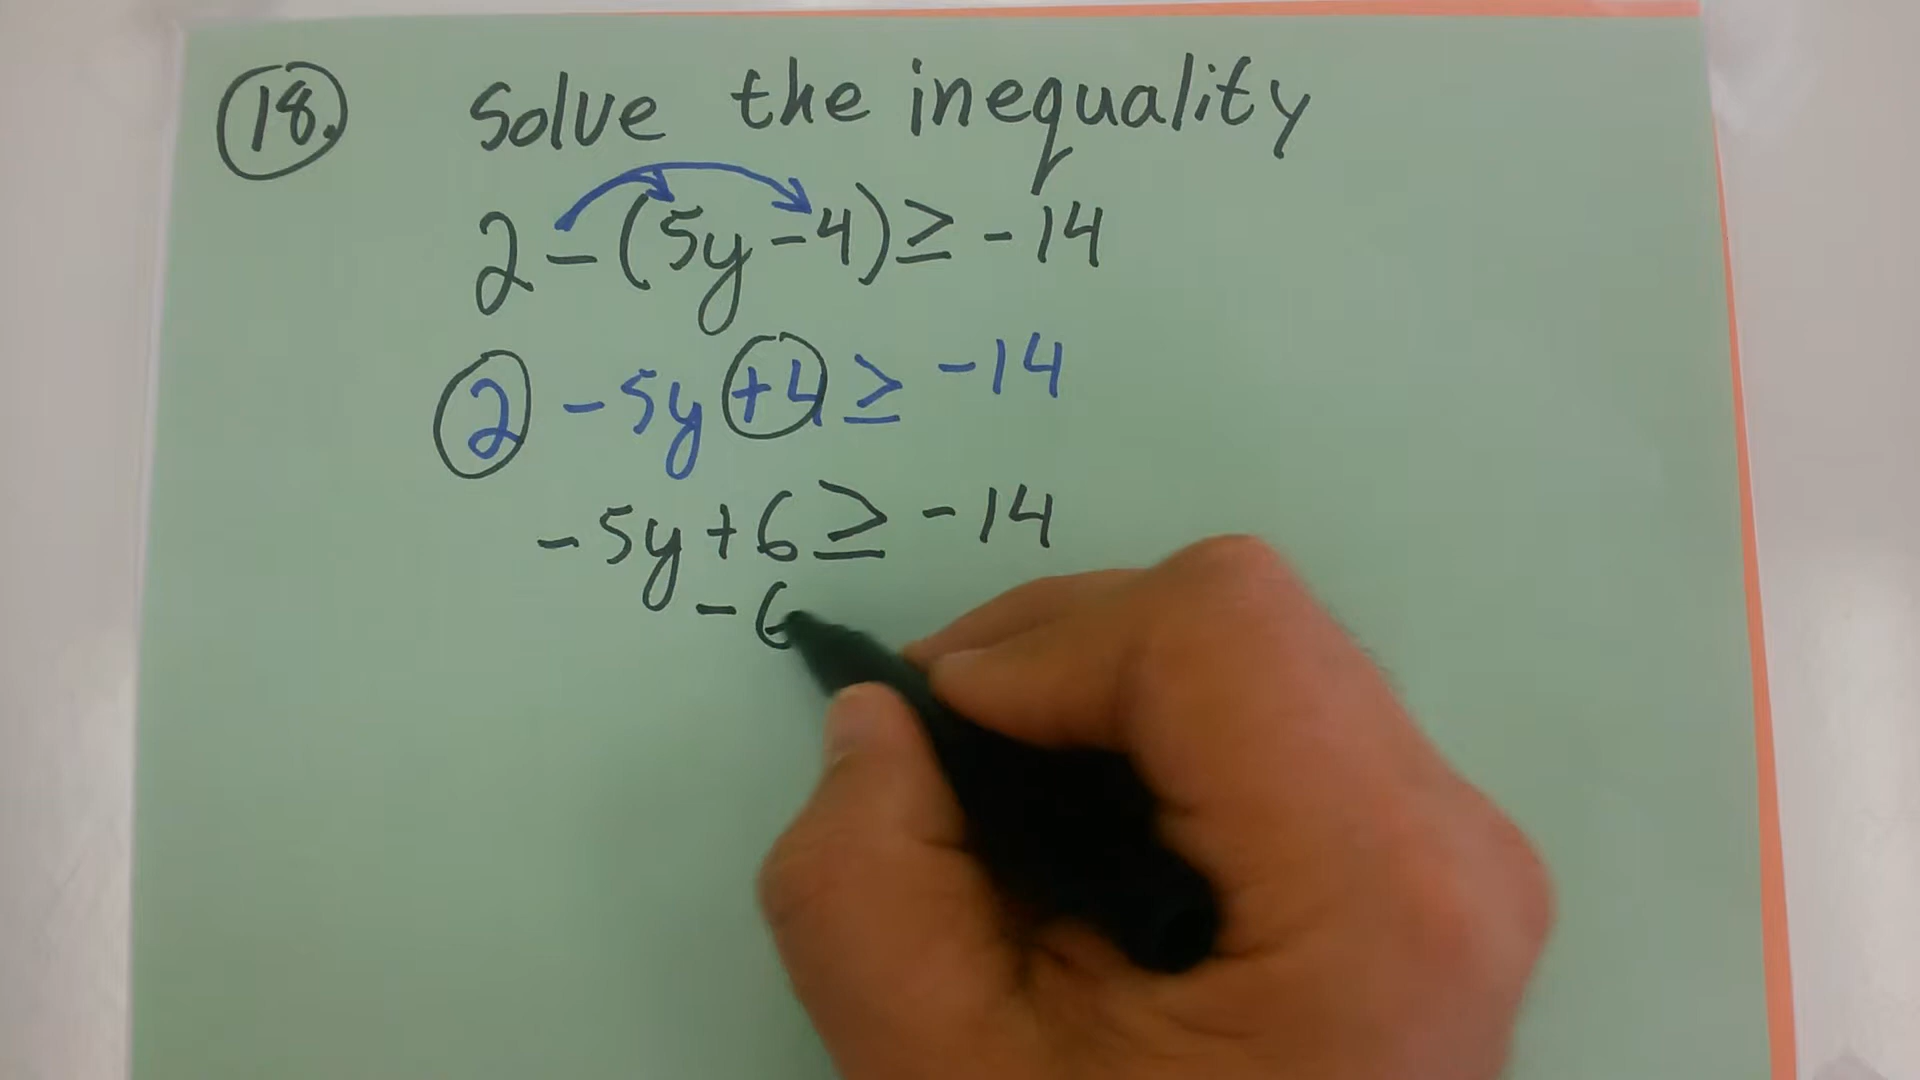 18. Solve the inequality
2 - (5y - 4) ≥ -14
2 - 5y + 4 ≥ -14
-5y + 6 ≥ -14
- 6